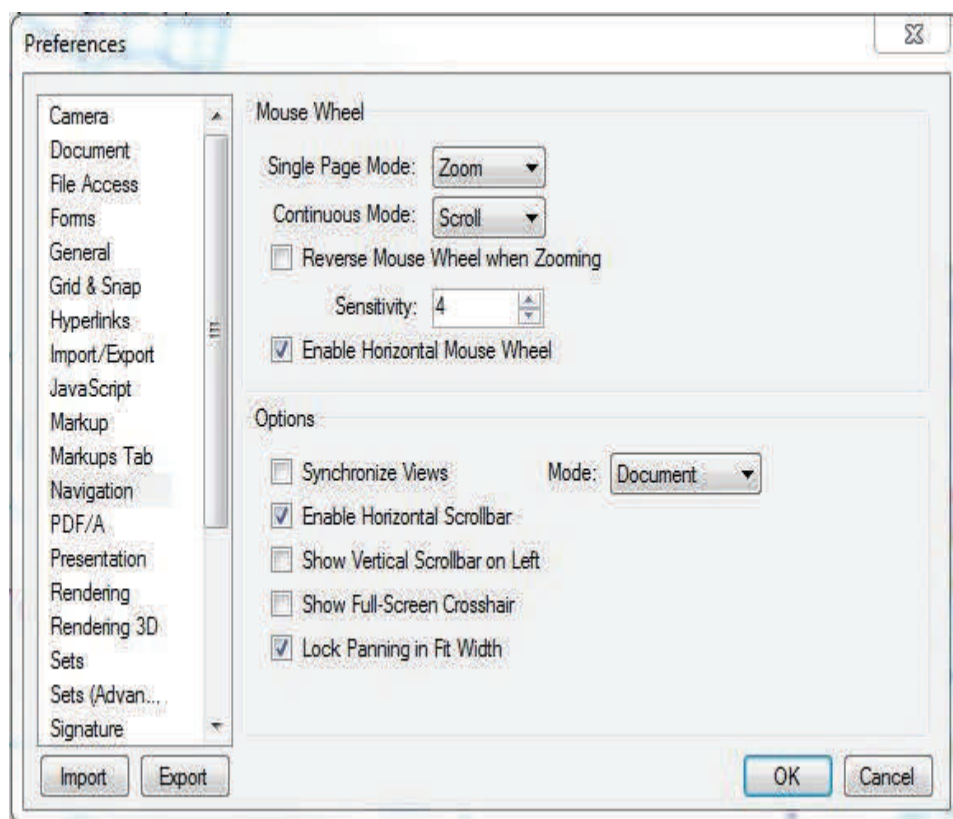 Preferences
Camera
Document
File Access
Forms
General
Grid & Snap
Hyperlinks
Import/Export
JavaScript
Markup
Markups Tab
Navigation
PDF/A
Presentation
Rendering
Rendering 3D
Sets
Sets (Advan...
Signature
Import Export
Mouse Wheel
Single Page Mode: Zoom
Continuous Mode: Scroll
Reverse Mouse Wheel when Zooming
Sensitivity: 4
Enable Horizontal Mouse Wheel
Options
Synchronize Views Mode: Document
Enable Horizontal Scrollbar
Show Vertical Scrollbar on Left
Show Full-Screen Crosshair
Lock Panning in Fit Width
OK Cancel